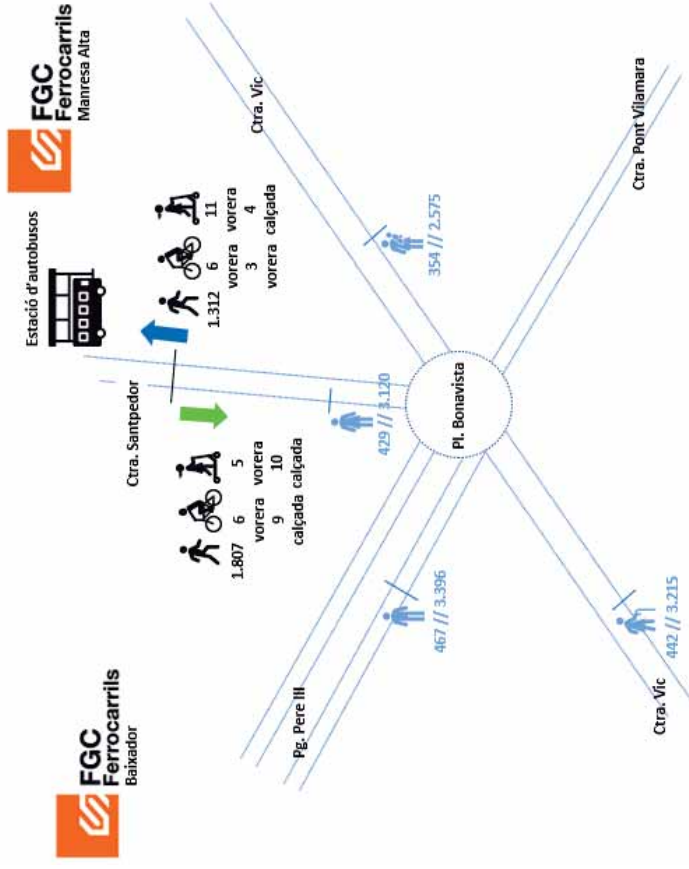 FGC
Ferrocarrils
Baixador
FGC
Ferrocarrils
Manresa Alta
Estació d'autobusos
Ctra. Santpedor
1.807
6
vorera
9
calçada
5
vorera
10
calçada
1.312
6
vorera
3
vorera
11
vorera
4
calçada
Ctra. Vic
Pg. Pere III
429 // 3.120
354 // 2.575
467 // 3.396
Pl. Bonavista
442 // 3.215
Ctra. Vic
Ctra. Pont Vilamara